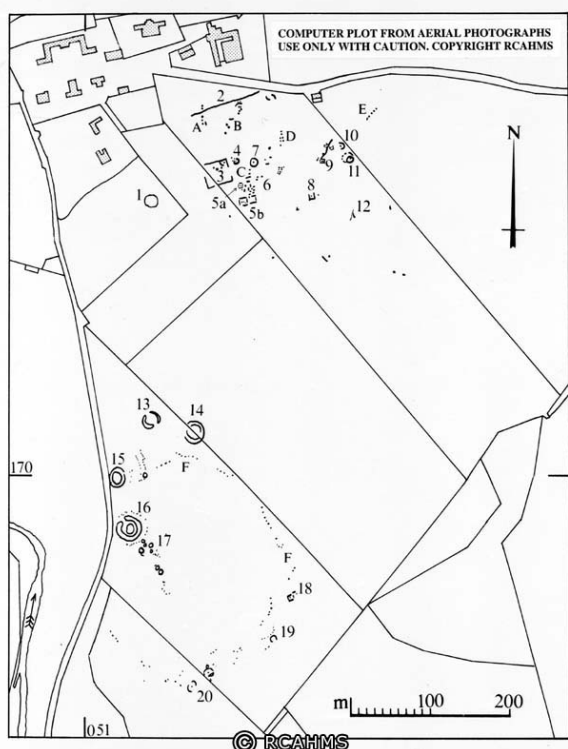 COMPUTER PLOT FROM AERIAL PHOTOGRAPHS
USE ONLY WITH CAUTION. COPYRIGHT RCAHMS
2
E
A
B
D
N
10
4
7
9
11
3
C
6
5a
8
1
5b
12
13
14
15
F
170
16
17
F
18
19
20
m
100
200
051
© RCAHMS